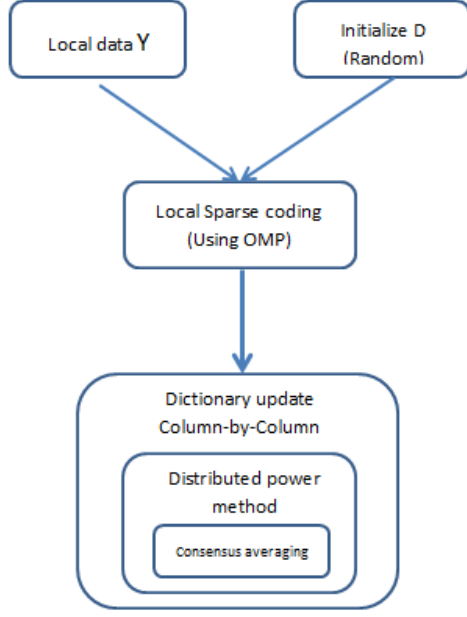 Local data Y
Initialize D
(Random)
Local Sparse coding
(Using OMP)
Dictionary update
Column-by-Column
Distributed power
method
Consensus averaging